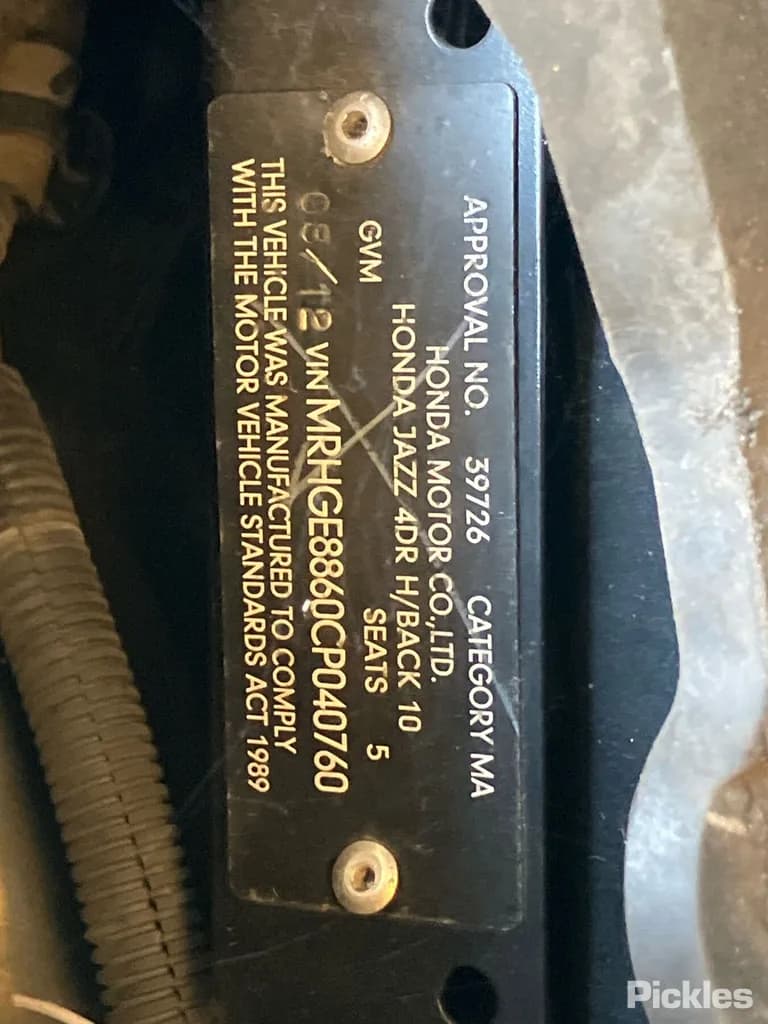 APPROVAL NO. 39726 CATEGORY MA
HONDA MOTOR CO.,LTD.
HONDA JAZZ 4DR H/BACK 10
GVM SEATS 5
08/12 VIN MRHGE8860CP040760
THIS VEHICLE WAS MANUFACTURED TO COMPLY
WITH THE MOTOR VEHICLE STANDARDS ACT 1989
Pickles